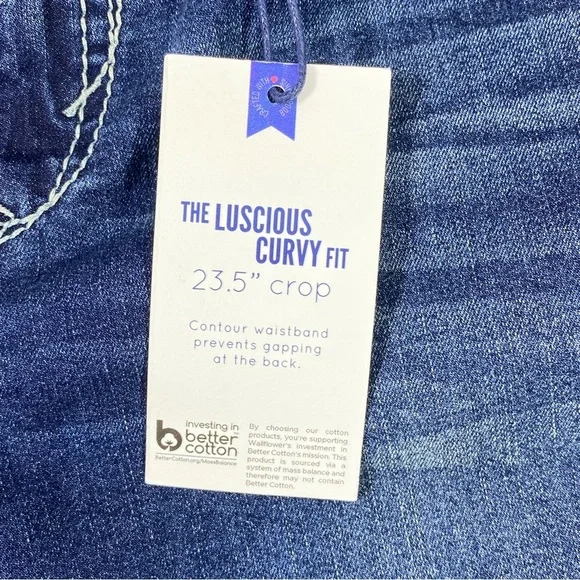 CRAFTED WITH
THE LUSCIOUS
CURVY FIT
23.5” crop
Contour waistband
prevents gapping
at the back.
investing in
better
cotton
BetterCotton.org/MassBalance
By choosing our cotton
products, you're supporting
Wallflower's investment in
Better Cotton's mission. This
product is sourced via a
system of mass balance and
therefore may not contain
Better Cotton.